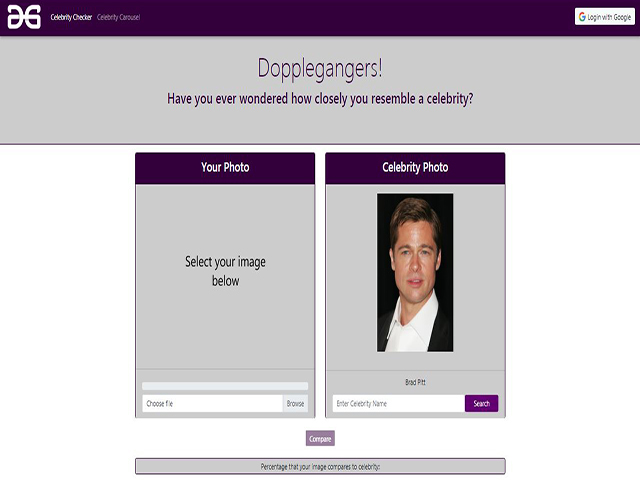 Celebrity Checker Celebrity Carousel
Login with Google
Dopplegangers!
Have you ever wondered how closely you resemble a celebrity?
Your Photo
Select your image
below
Choose file
Browse
Celebrity Photo
Brad Pitt
Enter Celebrity Name
Search
Compare
Percentage that your image compares to celebrity: